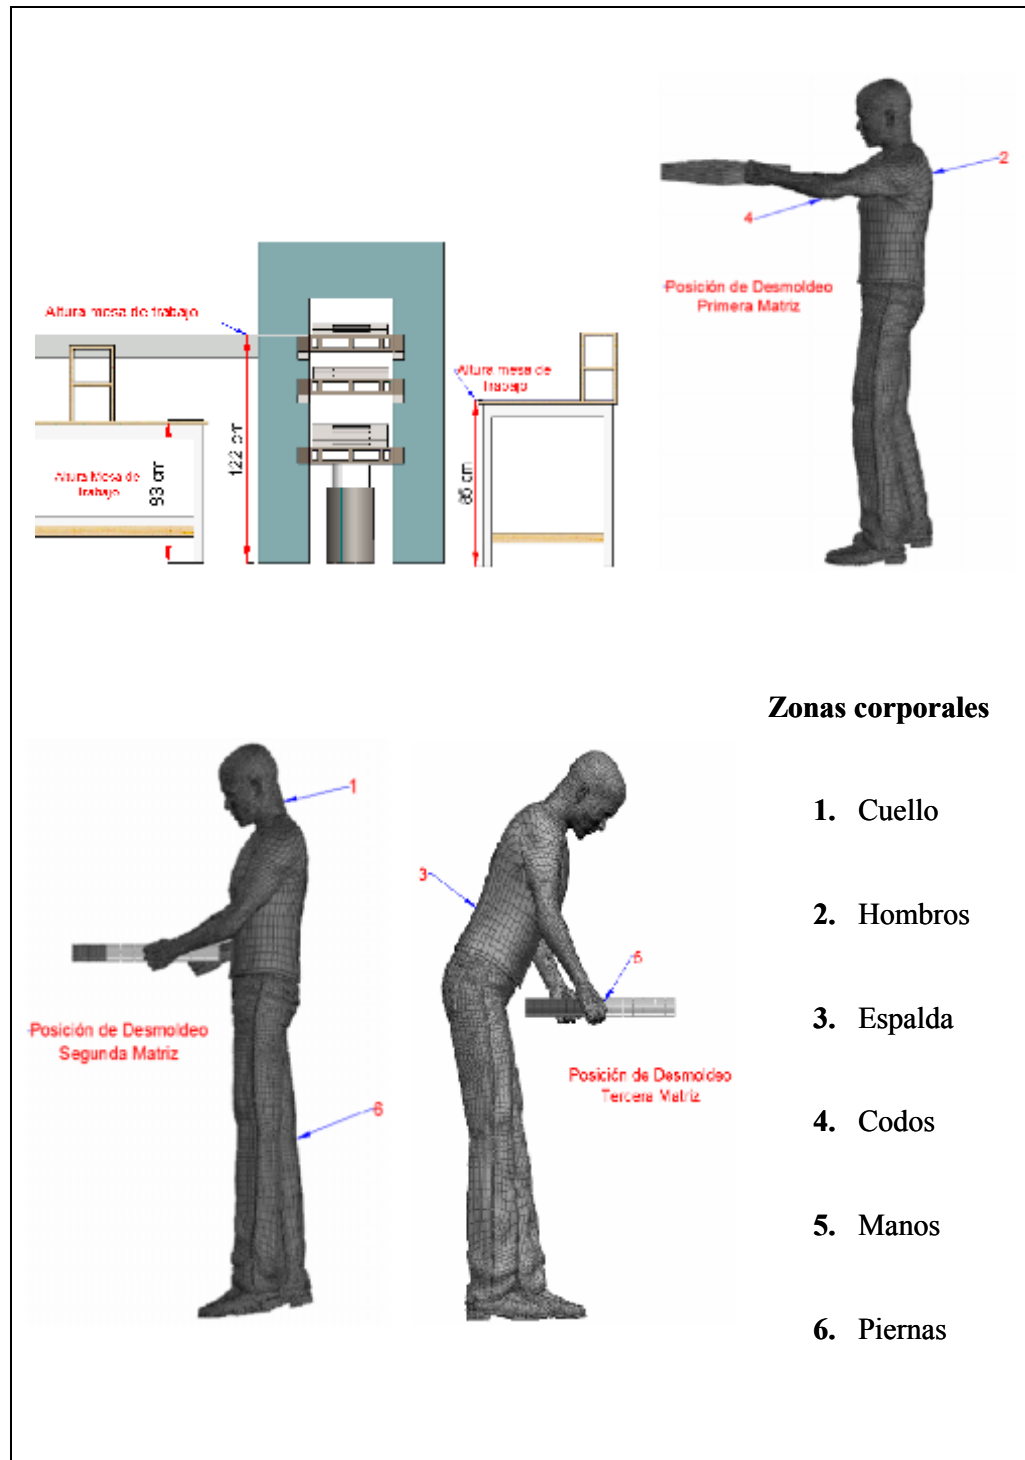 2
4
Posición de Desmoldeo
Primera Matriz
Altura mesa de trabajo
Altura mesa de
trabajo
122 cm
Altura Mesa de
trabajo
93 cm
85 cm
Zonas corporales
1
3
5
Posición de Desmoldeo
Segunda Matriz
Posición de Desmoldeo
Tercera Matriz
6
1. Cuello
2. Hombros
3. Espalda
4. Codos
5. Manos
6. Piernas